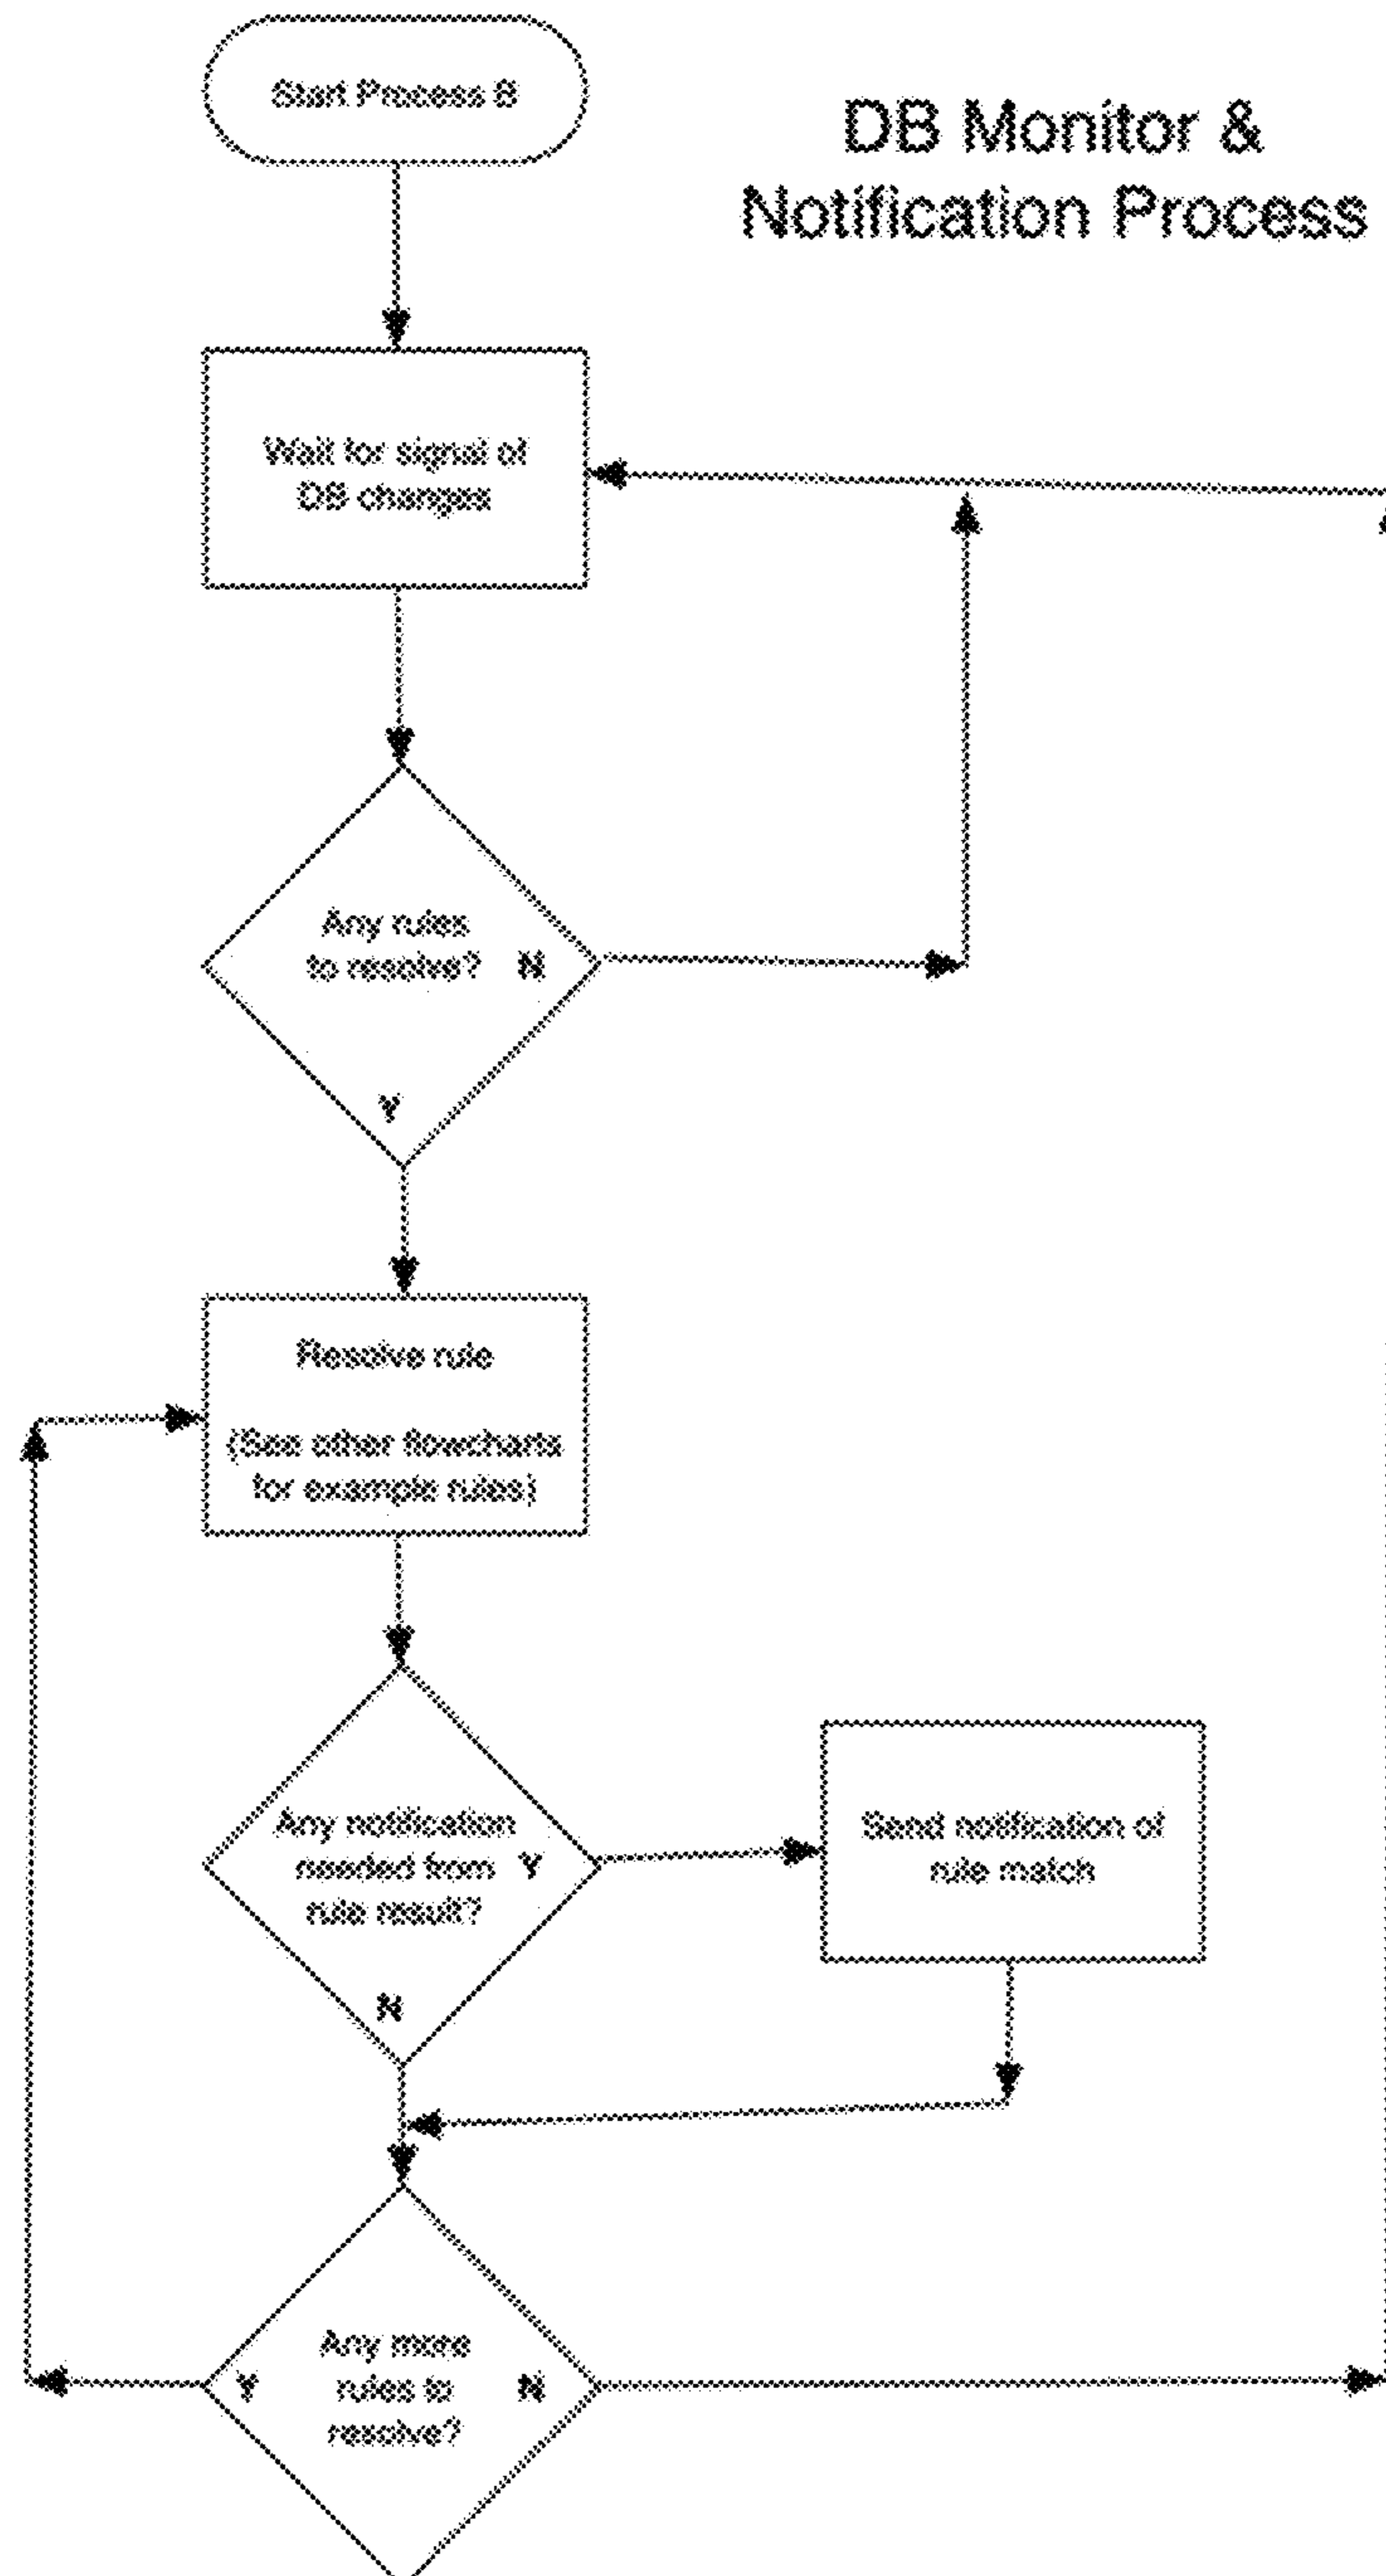 Start Process B
DB Monitor &
Notification Process
Wait for signal of
DB changes
Any rules
to resolve?
N
Y
Resolve rule
(See other flowcharts
for example rules)
Any notification
needed from
rule result?
Y
N
Send notification of
rule match
Any more
rules to
resolve?
Y
N